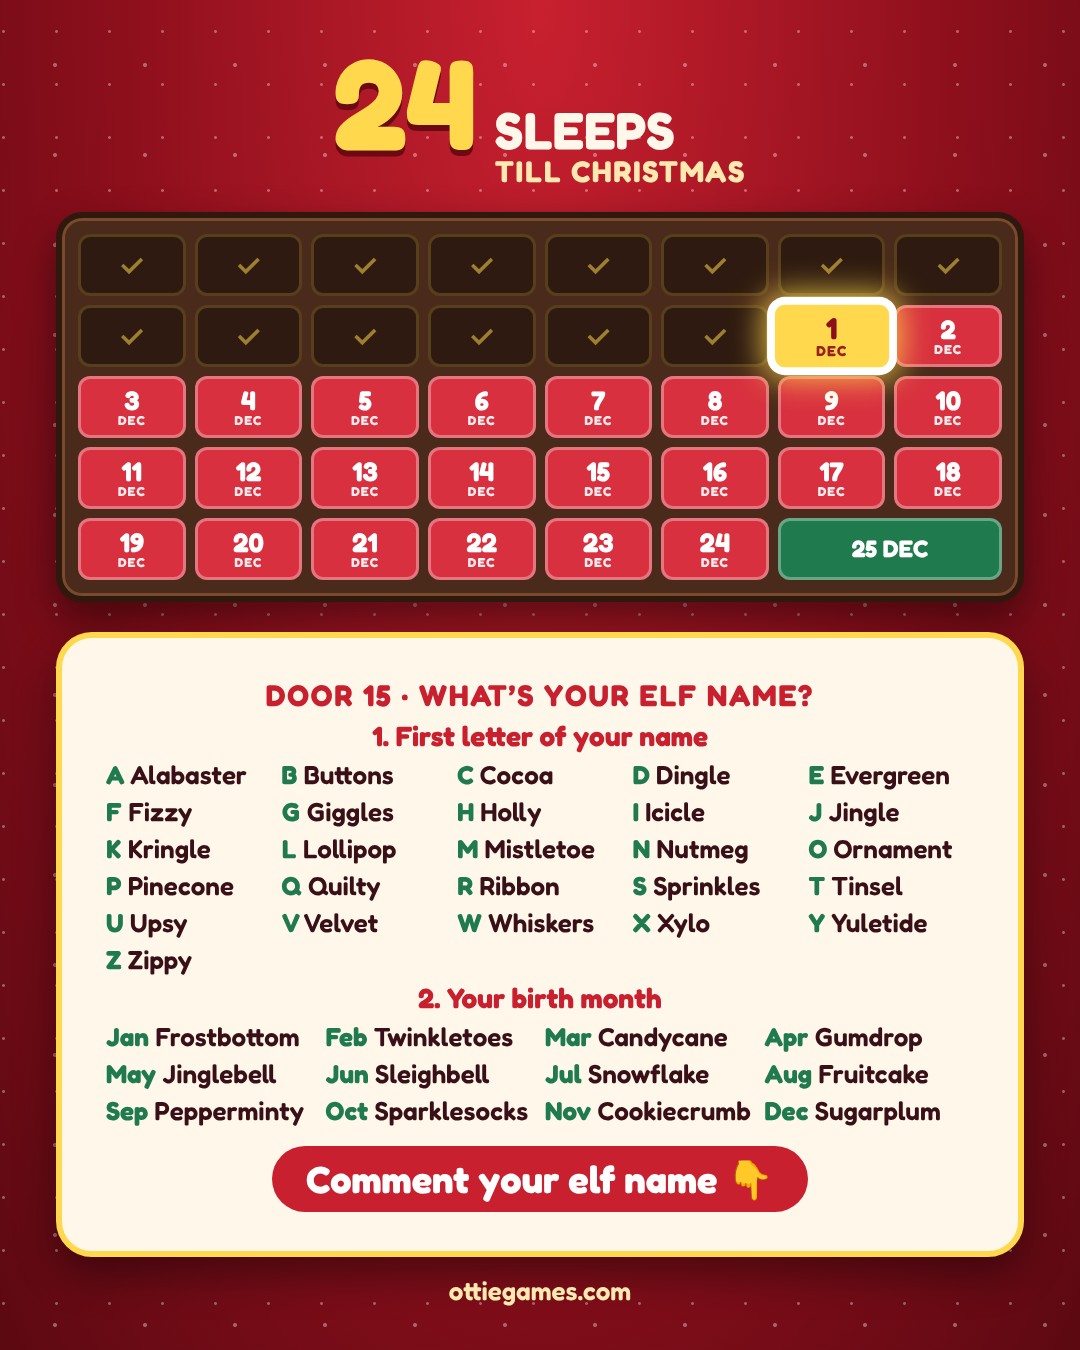 24 SLEEPS
TILL CHRISTMAS
1 DEC
2 DEC
3 DEC
4 DEC
5 DEC
6 DEC
7 DEC
8 DEC
9 DEC
10 DEC
11 DEC
12 DEC
13 DEC
14 DEC
15 DEC
16 DEC
17 DEC
18 DEC
19 DEC
20 DEC
21 DEC
22 DEC
23 DEC
24 DEC
25 DEC
DOOR 15 · WHAT’S YOUR ELF NAME?
1. First letter of your name
A Alabaster B Buttons C Cocoa D Dingle E Evergreen
F Fizzy G Giggles H Holly I Icicle J Jingle
K Kringle L Lollipop M Mistletoe N Nutmeg O Ornament
P Pinecone Q Quilty R Ribbon S Sprinkles T Tinsel
U Upsy V Velvet W Whiskers X Xylo Y Yuletide
Z Zippy
2. Your birth month
Jan Frostbottom Feb Twinkletoes Mar Candycane Apr Gumdrop
May Jinglebell Jun Sleighbell Jul Snowflake Aug Fruitcake
Sep Pepperminty Oct Sparklesocks Nov Cookiecrumb Dec Sugarplum
Comment your elf name 👇
ottiegames.com